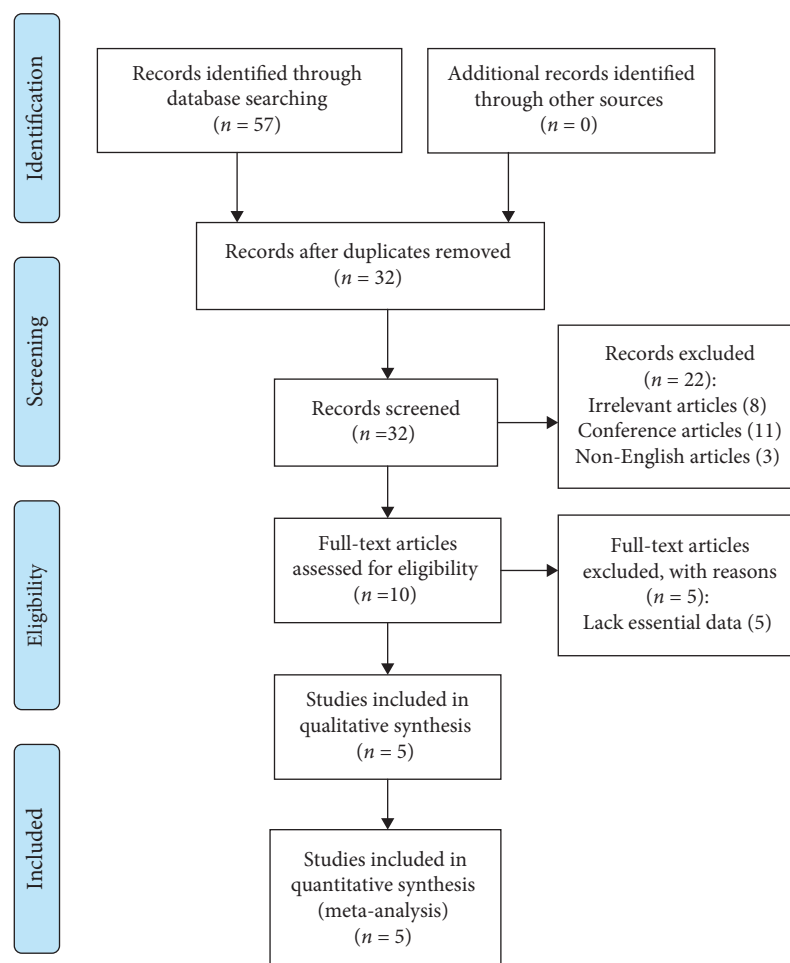 Identification
Records identified through
database searching
(n = 57)
Additional records identified
through other sources
(n = 0)
Records after duplicates removed
(n = 32)
Screening
Records screened
(n =32)
Records excluded
(n = 22):
Irrelevant articles (8)
Conference articles (11)
Non-English articles (3)
Eligibility
Full-text articles
assessed for eligibility
(n =10)
Full-text articles
excluded, with reasons
(n = 5):
Lack essential data (5)
Studies included in
qualitative synthesis
(n = 5)
Included
Studies included in
quantitative synthesis
(meta-analysis)
(n = 5)